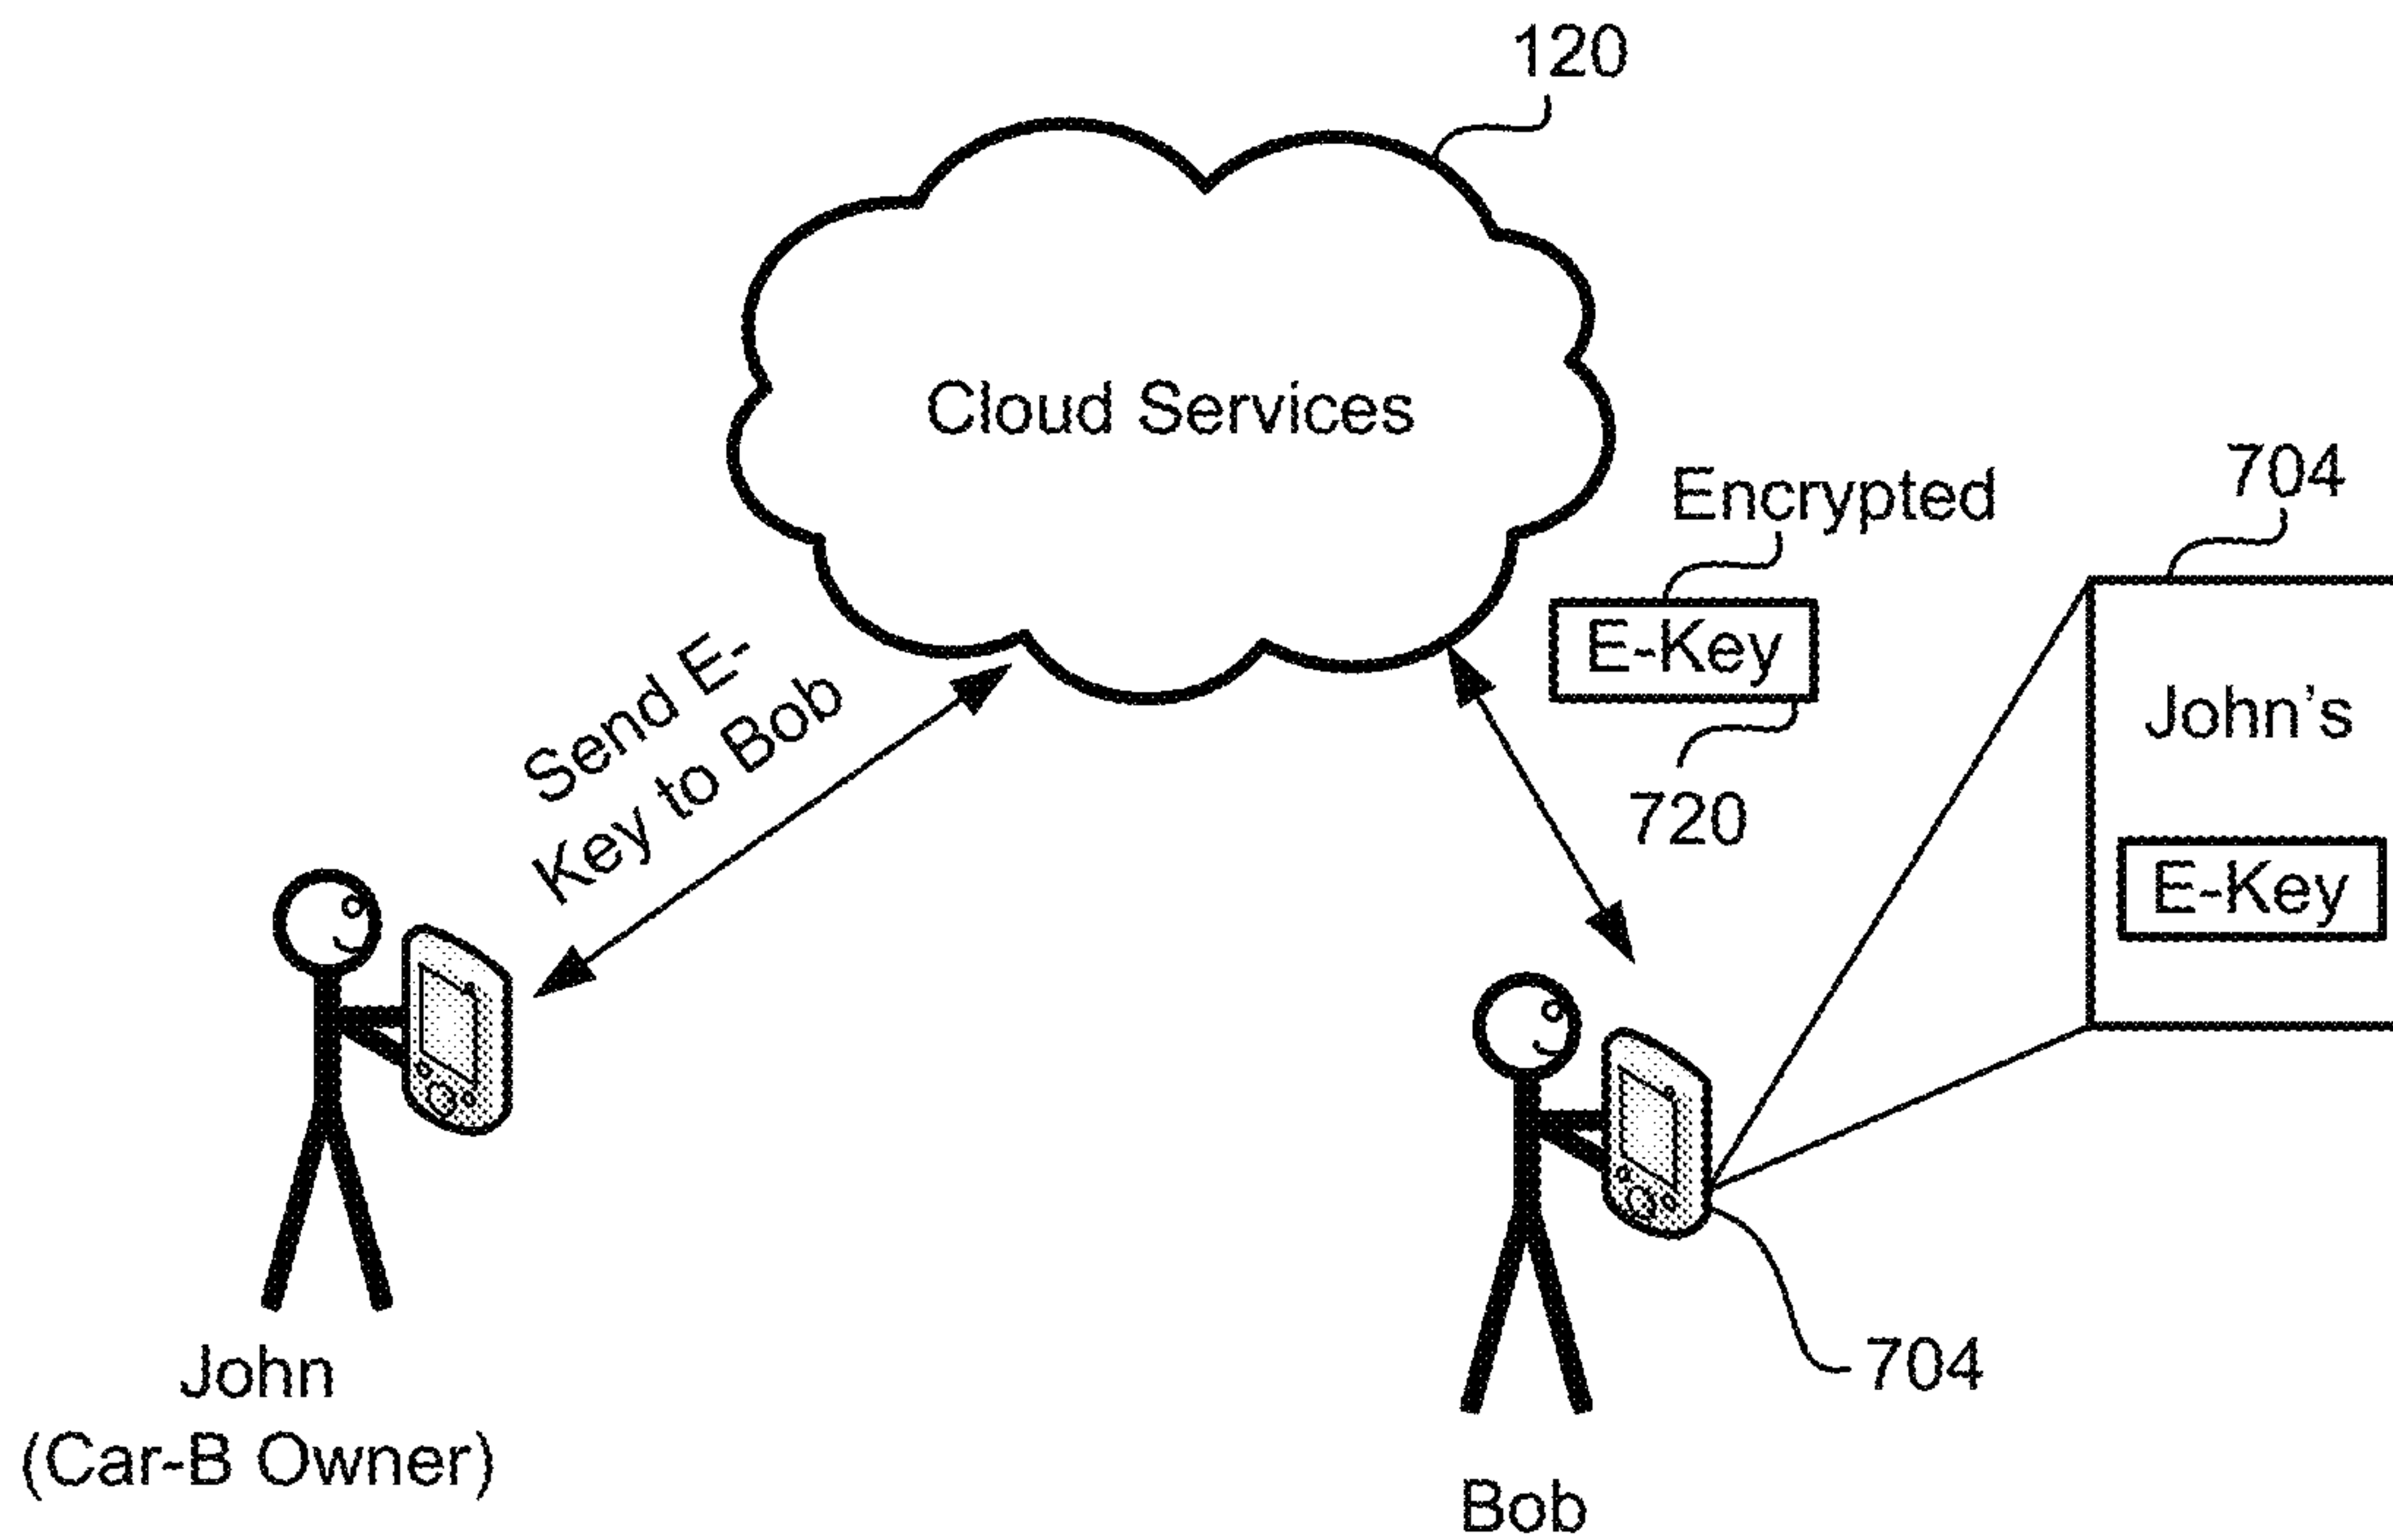 120
Cloud Services
Encrypted
704
E-Key
John's
Send E-
Key to Bob
720
E-Key
704
John
(Car-B Owner)
Bob